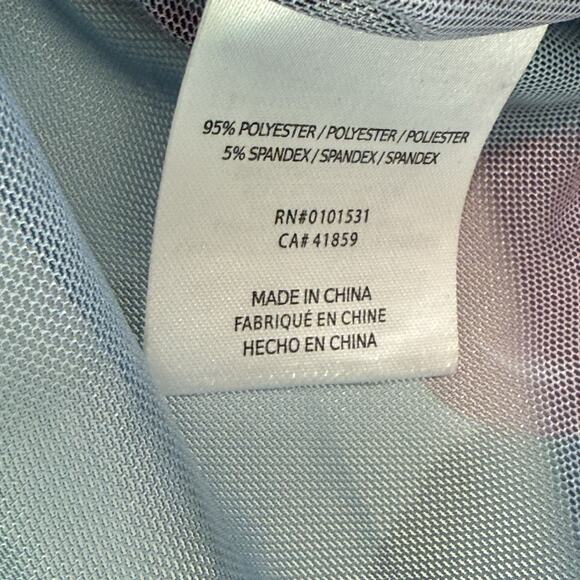 95% POLYESTER / POLYESTER / POLIESTER
5% SPANDEX / SPANDEX / SPANDEX
RN#0101531
CA# 41859
MADE IN CHINA
FABRIQUÉ EN CHINE
HECHO EN CHINA